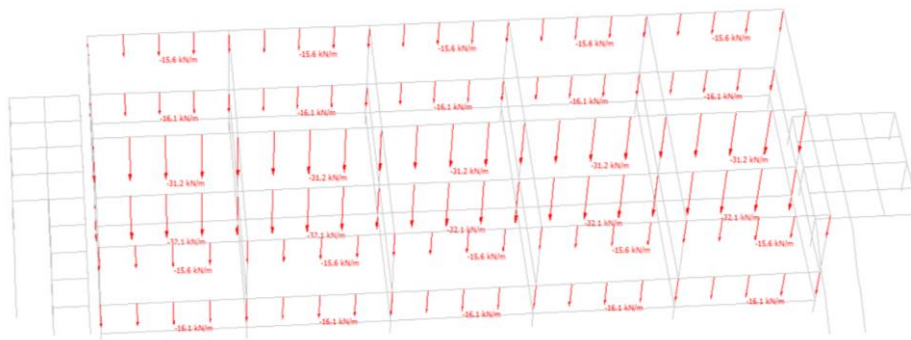 -15.6 kN/m -15.6 kN/m -15.6 kN/m -15.6 kN/m -15.6 kN/m
-16.1 kN/m -16.1 kN/m -16.1 kN/m -16.1 kN/m -16.1 kN/m
-31.2 kN/m -31.2 kN/m -31.2 kN/m -31.2 kN/m -31.2 kN/m
-32.1 kN/m -32.1 kN/m -32.1 kN/m -32.1 kN/m -32.1 kN/m
-15.6 kN/m -15.6 kN/m -15.6 kN/m -15.6 kN/m -15.6 kN/m
-16.1 kN/m -16.1 kN/m -16.1 kN/m -16.1 kN/m -16.1 kN/m